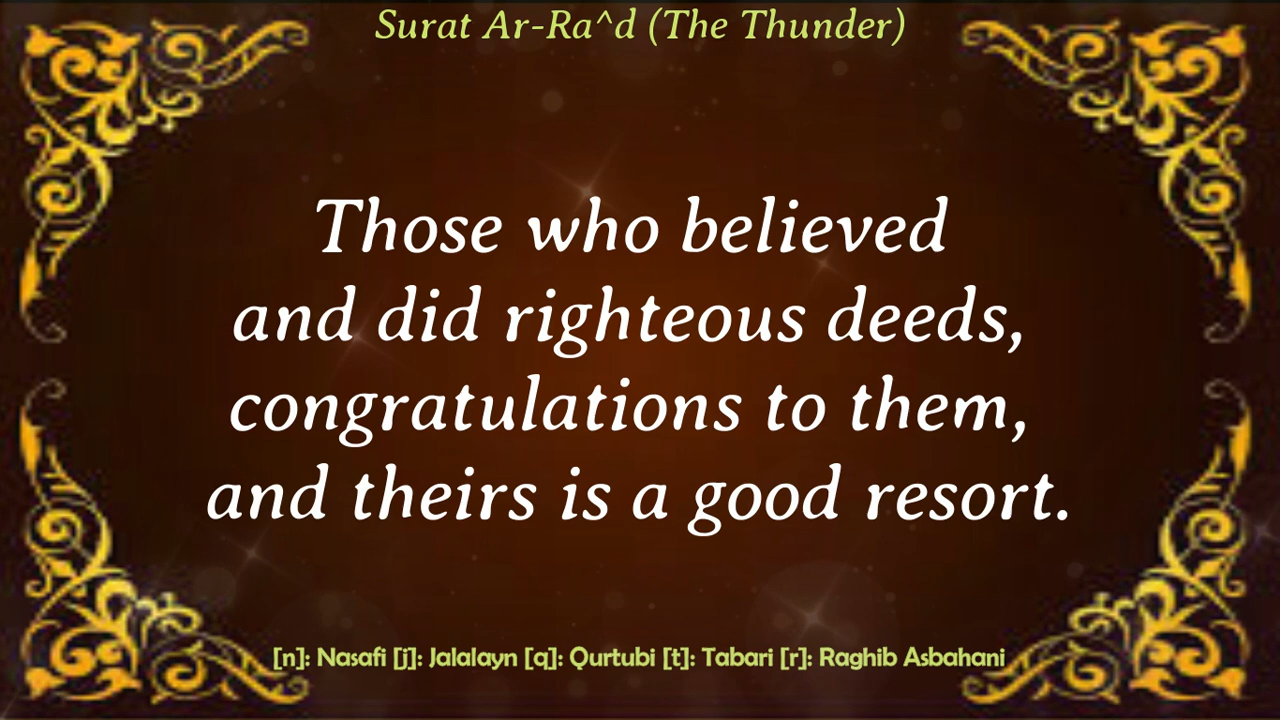 Surat Ar-Ra^d (The Thunder)
Those who believed
and did righteous deeds,
congratulations to them,
and theirs is a good resort.
[n]: Nasafi [j]: Jalalayn [q]: Qurtubi [t]: Tabari [r]: Raghib Asbahani